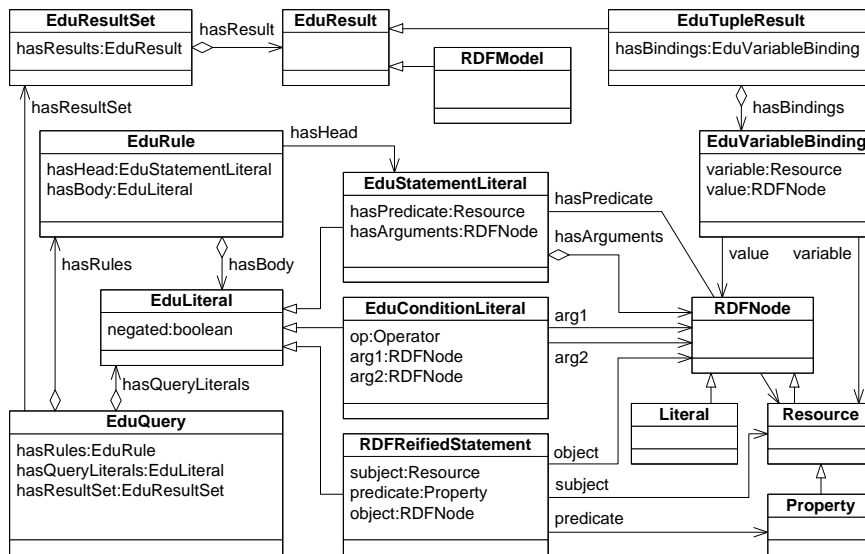 EduResultSet
hasResults:EduResult
hasResult
EduResult
EduTupleResult
hasBindings:EduVariableBinding
RDFModel
hasResultSet
hasBindings
EduRule
hasHead:EduStatementLiteral
hasBody:EduLiteral
hasHead
EduStatementLiteral
hasPredicate:Resource
hasArguments:RDFNode
hasPredicate
hasArguments
EduVariableBinding
variable:Resource
value:RDFNode
value
variable
hasRules
hasBody
EduLiteral
negated:boolean
EduConditionLiteral
op:Operator
arg1:RDFNode
arg2:RDFNode
arg1
arg2
RDFNode
hasQueryLiterals
EduQuery
hasRules:EduRule
hasQueryLiterals:EduLiteral
hasResultSet:EduResultSet
RDFReifiedStatement
subject:Resource
predicate:Property
object:RDFNode
object
subject
predicate
Literal
Resource
Property